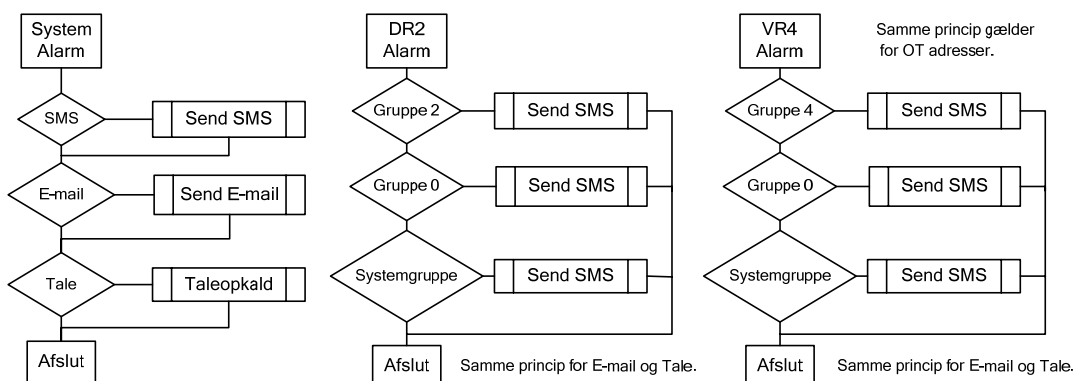 System
Alarm
SMS
Send SMS
E-mail
Send E-mail
Tale
Taleopkald
Afslut
DR2
Alarm
Gruppe 2
Send SMS
Gruppe 0
Send SMS
Systemgruppe
Send SMS
Afslut
Samme princip for E-mail og Tale.
VR4
Alarm
Samme princip gælder
for OT adresser.
Gruppe 4
Send SMS
Gruppe 0
Send SMS
Systemgruppe
Send SMS
Afslut
Samme princip for E-mail og Tale.